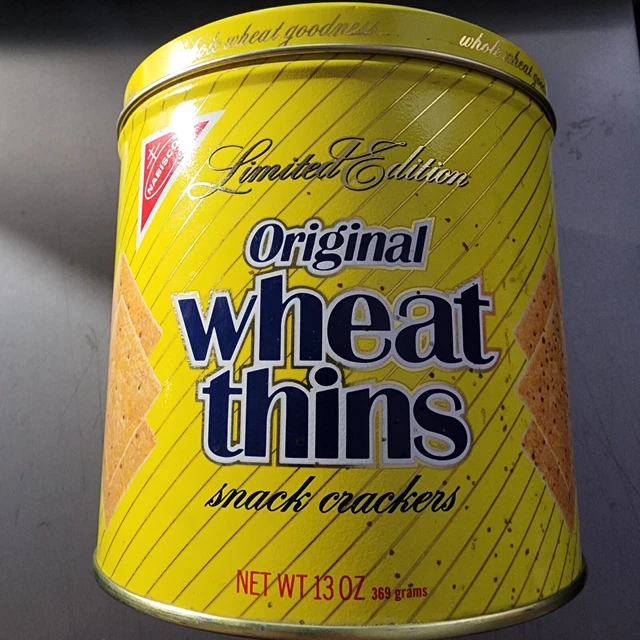 whole wheat goodness
whole wheat
NABISCO
Limited Edition
Original
wheat
thins
snack crackers
NET WT 13 OZ 369 grams